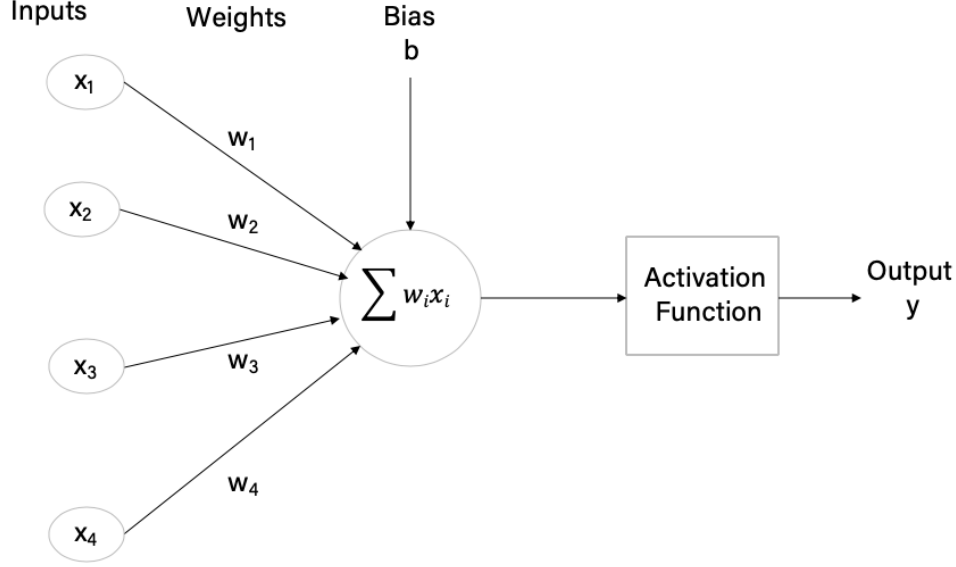 Inputs
Weights
Bias
b
x₁
w₁
x₂
w₂
∑ wᵢxᵢ
Activation
Function
Output
y
x₃
w₃
w₄
x₄